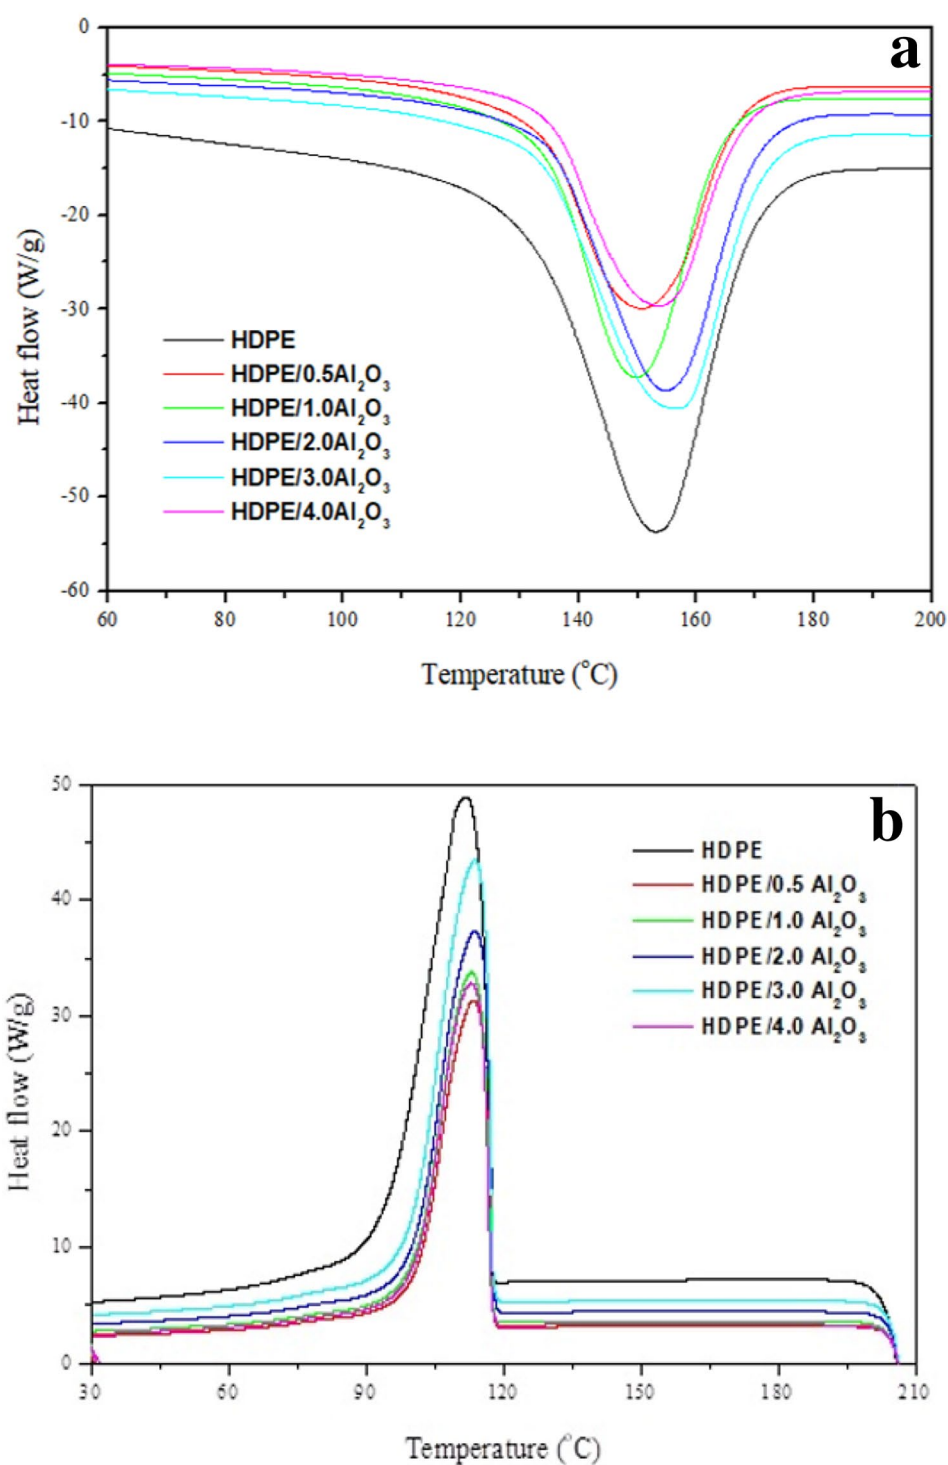 a
0
-10
-20
-30
-40
-50
-60
Heat flow (W/g)
HDPE
HDPE/0.5Al₂O₃
HDPE/1.0Al₂O₃
HDPE/2.0Al₂O₃
HDPE/3.0Al₂O₃
HDPE/4.0Al₂O₃
60 80 100 120 140 160 180 200
Temperature (°C)
b
50
40
30
20
10
0
Heat flow (W/g)
HDPE
HDPE/0.5 Al₂O₃
HDPE/1.0 Al₂O₃
HDPE/2.0 Al₂O₃
HDPE/3.0 Al₂O₃
HDPE/4.0 Al₂O₃
30 60 90 120 150 180 210
Temperature (°C)